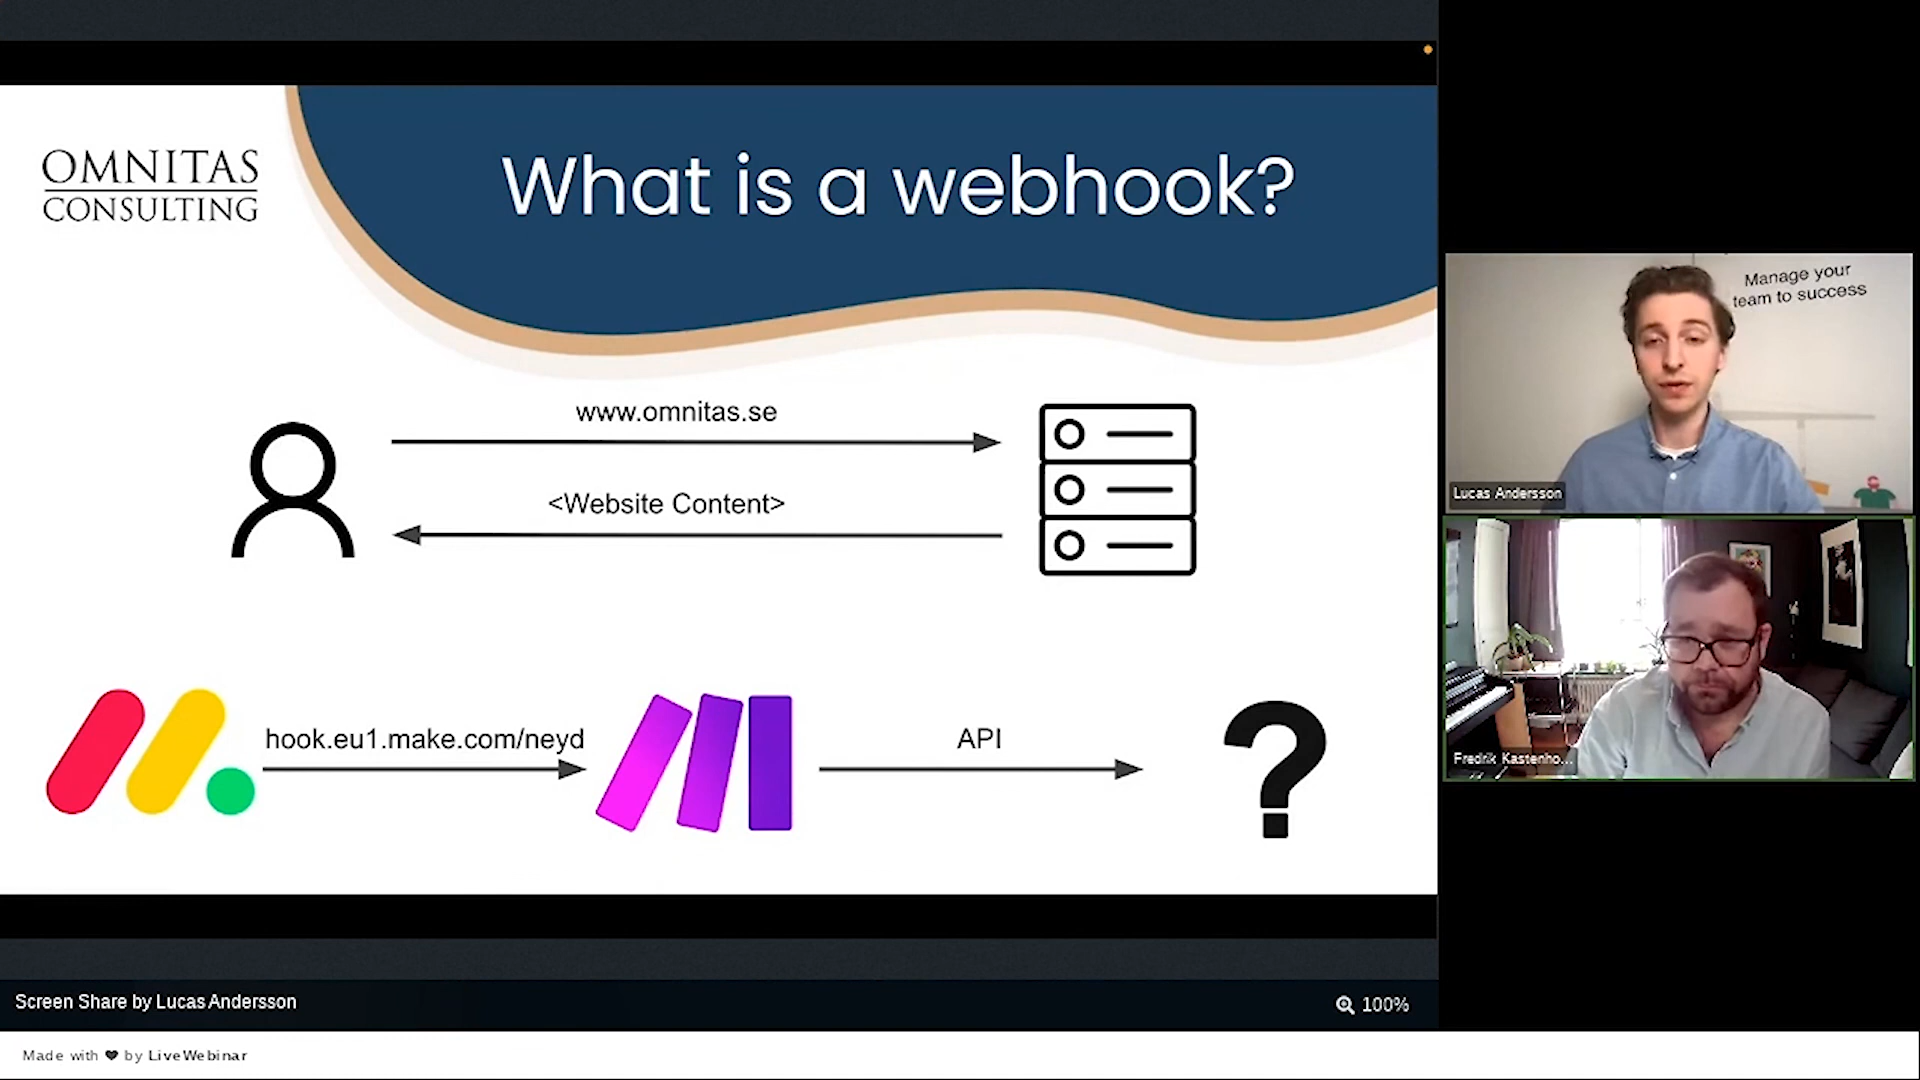 OMNITAS
CONSULTING
What is a webhook?
www.omnitas.se
<Website Content>
hook.eu1.make.com/neyd
API
?
Manage your
team to success
Lucas Andersson
Fredrik Kastenho...
Screen Share by Lucas Andersson
100%
Made with ❤ by LiveWebinar